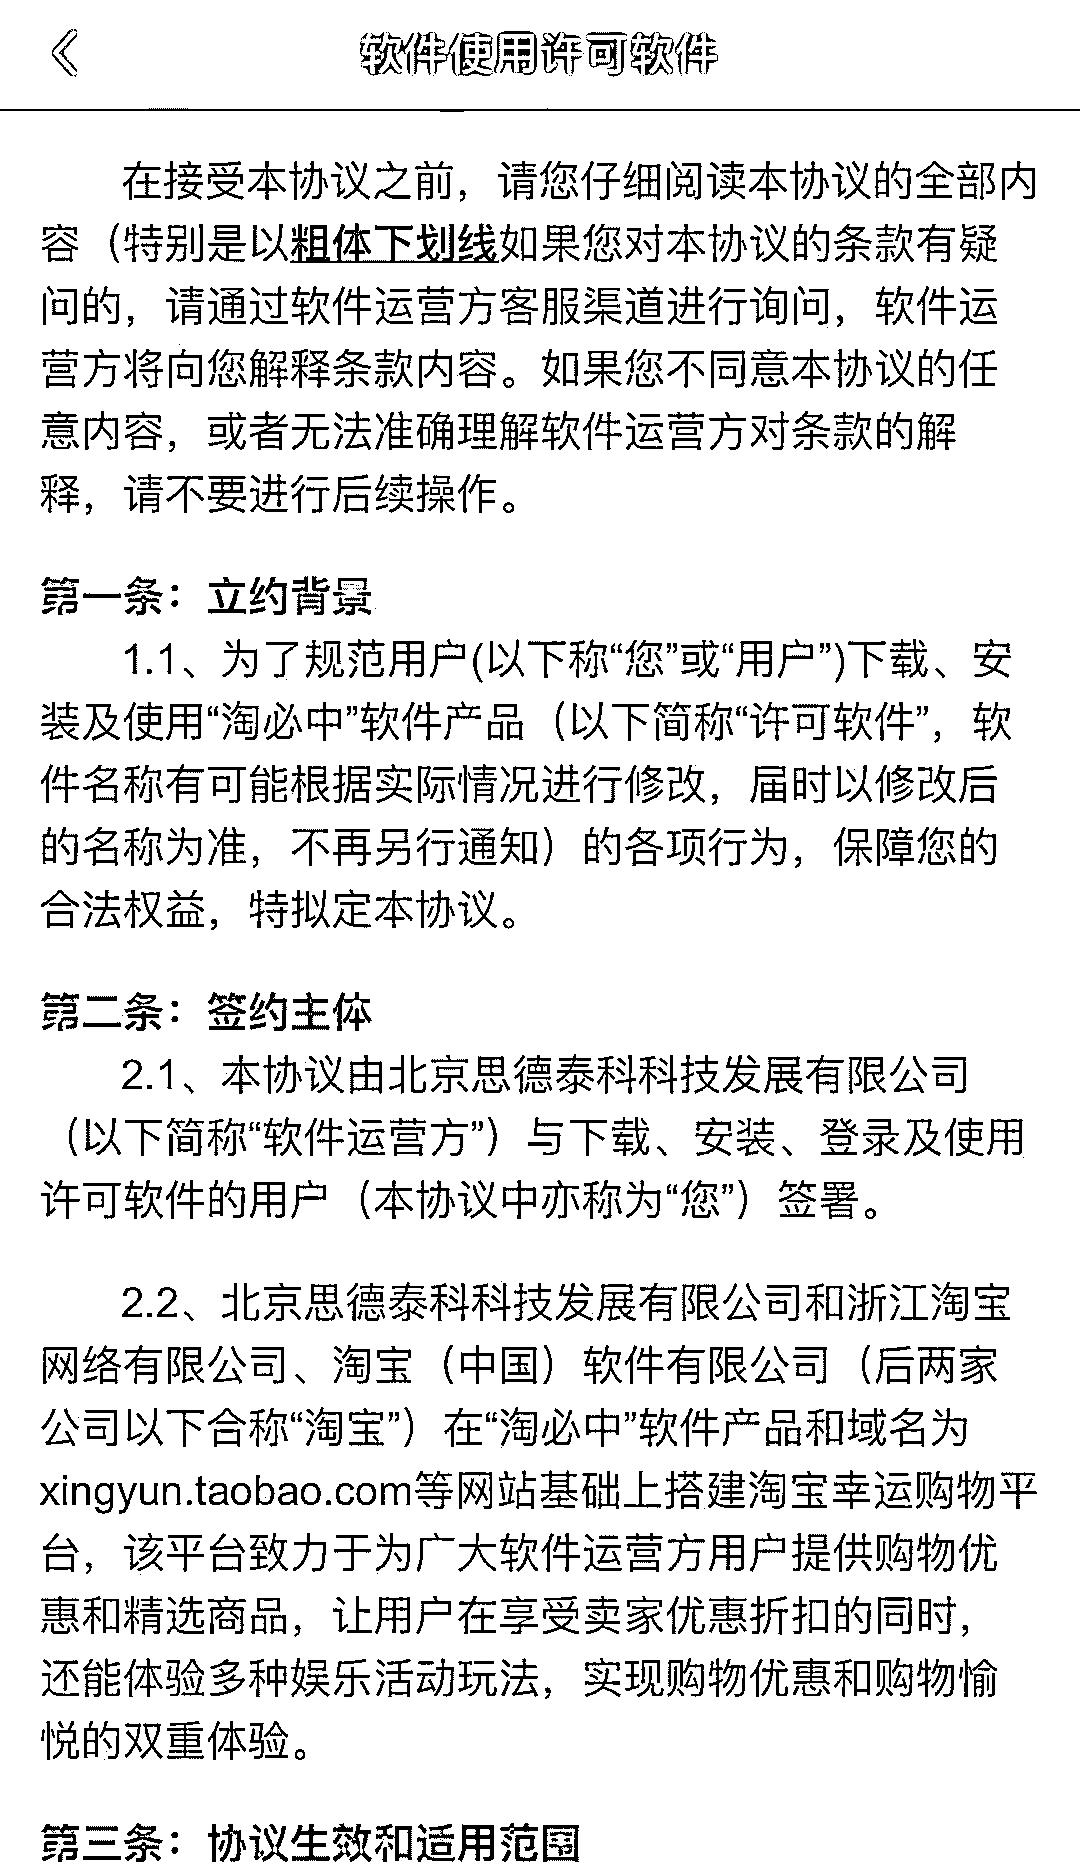 软件使用许可软件
在接受本协议之前，请您仔细阅读本协议的全部内
容（特别是以粗体下划线如果您对本协议的条款有疑
问的，请通过软件运营方客服渠道进行询问，软件运
营方将向您解释条款内容。如果您不同意本协议的任
意内容，或者无法准确理解软件运营方对条款的解
释，请不要进行后续操作。
第一条：立约背景
1.1、为了规范用户(以下称“您”或“用户”)下载、安
装及使用“淘必中”软件产品（以下简称“许可软件”，软
件名称有可能根据实际情况进行修改，届时以修改后
的名称为准，不再另行通知）的各项行为，保障您的
合法权益，特拟定本协议。
第二条：签约主体
2.1、本协议由北京思德泰科科技发展有限公司
（以下简称“软件运营方”）与下载、安装、登录及使用
许可软件的用户（本协议中亦称为“您”）签署。
2.2、北京思德泰科科技发展有限公司和浙江淘宝
网络有限公司、淘宝（中国）软件有限公司（后两家
公司以下合称“淘宝”）在“淘必中”软件产品和域名为
xingyun.taobao.com等网站基础上搭建淘宝幸运购物平
台，该平台致力于为广大软件运营方用户提供购物优
惠和精选商品，让用户在享受卖家优惠折扣的同时，
还能体验多种娱乐活动玩法，实现购物优惠和购物愉
悦的双重体验。
第三条：协议生效和适用范围